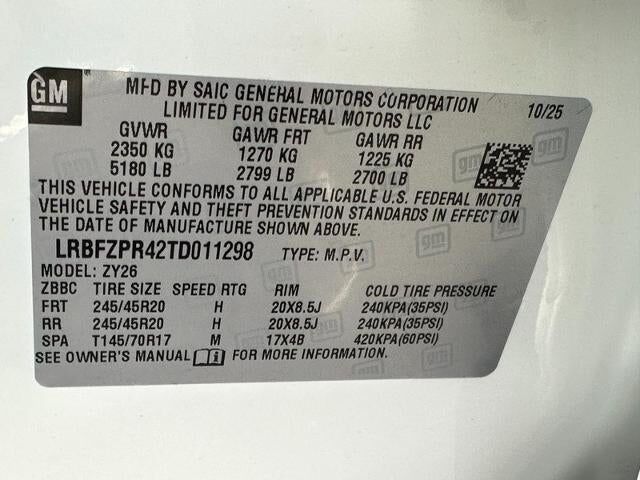 GM
MFD BY SAIC GENERAL MOTORS CORPORATION
LIMITED FOR GENERAL MOTORS LLC
10/25
GVWR GAWR FRT GAWR RR
2350 KG 1270 KG 1225 KG
5180 LB 2799 LB 2700 LB
THIS VEHICLE CONFORMS TO ALL APPLICABLE U.S. FEDERAL MOTOR
VEHICLE SAFETY AND THEFT PREVENTION STANDARDS IN EFFECT ON
THE DATE OF MANUFACTURE SHOWN ABOVE.
LRBFZPR42TD011298 TYPE: M.P.V.
MODEL: ZY26
ZBBC TIRE SIZE SPEED RTG RIM COLD TIRE PRESSURE
FRT 245/45R20 H 20X8.5J 240KPA(35PSI)
RR 245/45R20 H 20X8.5J 240KPA(35PSI)
SPA T145/70R17 M 17X4B 420KPA(60PSI)
SEE OWNER'S MANUAL FOR MORE INFORMATION.